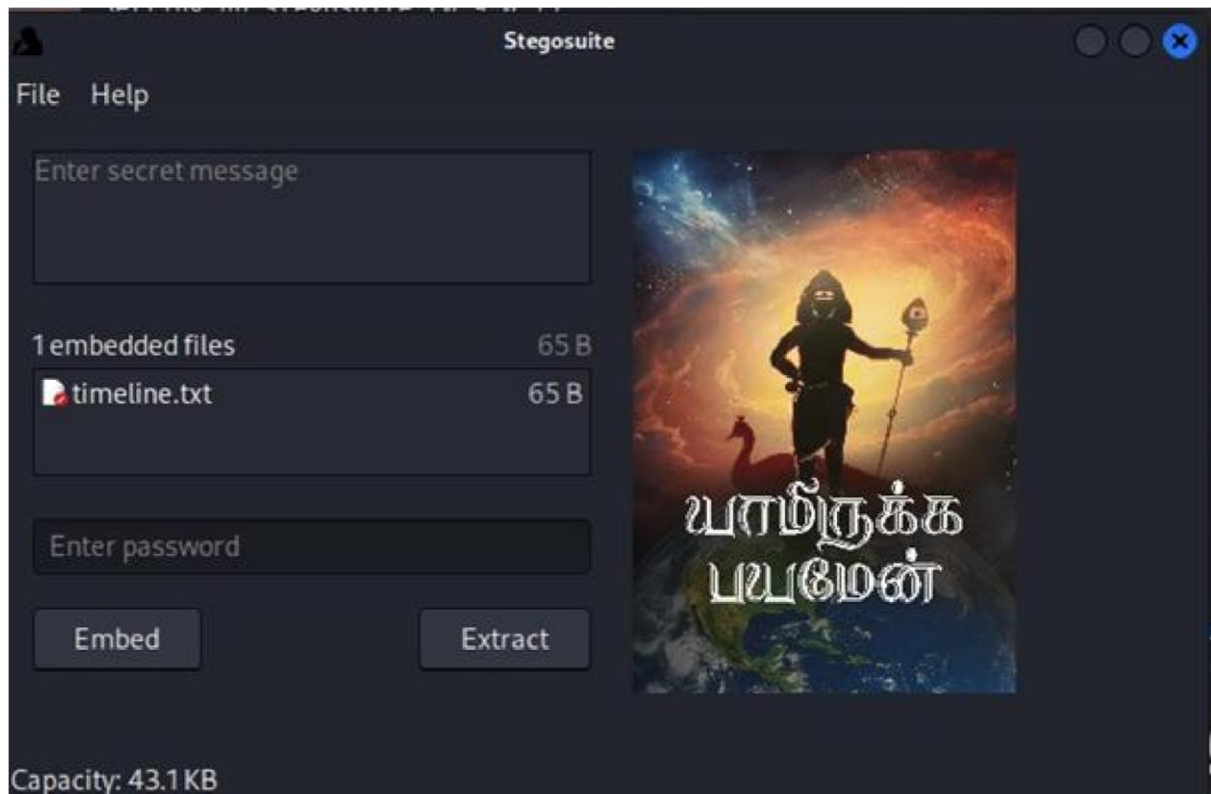 Stegosuite
File Help
Enter secret message
1 embedded files 65 B
timeline.txt 65 B
Enter password
Embed Extract
யாமிருக்க
பயமேன்
Capacity: 43.1 KB